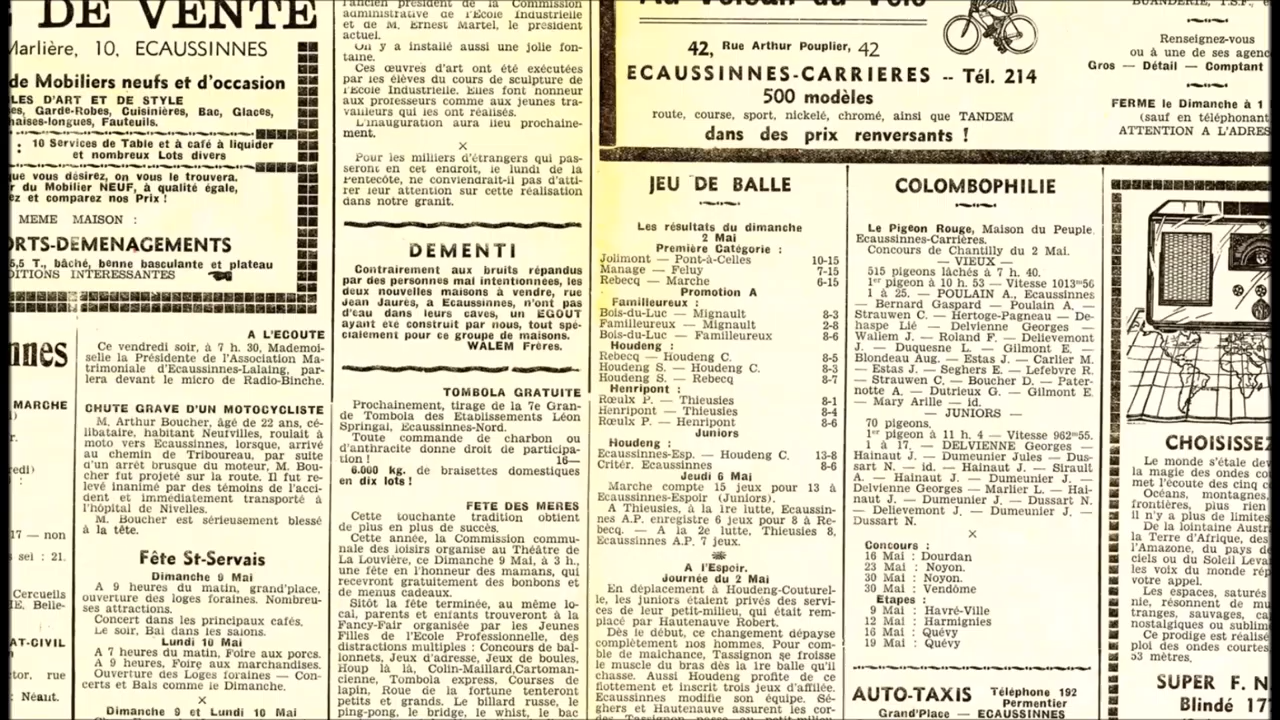 DE VENTE
Marlière, 10, ECAUSSINNES
de Mobiliers neufs et d'occasion
LES D'ART ET DE STYLE
es, Garde-Robes, Cuisinières, Bac, Glaces,
haises-longues, Fauteuils.
: 10 Services de Table et à café à liquider
et nombreux Lots divers
que vous désirez, on vous le trouvera.
r du Mobilier NEUF, à qualité égale,
ez et comparez nos Prix !
MEME MAISON :
ORTS-DEMENAGEMENTS
5,5 T., bâché, benne basculante et plateau
DITIONS INTERESSANTES
nnes
MARCHE
r.
redi)
17 — non
sei : 21.
Cercueils
IE, Belle-
AT-CIVIL
ctor, rue
: Néant.
A L'ECOUTE
Ce vendredi soir, à 7 h. 30, Mademoi-
selle la Présidente de l'Association Ma-
trimoniale d'Ecaussinnes-Lalaing, par-
lera devant le micro de Radio-Binche.
CHUTE GRAVE D'UN MOTOCYCLISTE
M. Arthur Boucher, âgé de 22 ans, cé-
libataire, habitant Neufvilles, roulait à
moto vers Ecaussinnes, lorsque, arrivé
au chemin de Triboureau, par suite
d'un arrêt brusque du moteur, M. Bou-
cher fut projeté sur la route. Il fut re-
levé inanimé par des témoins de l'acci-
dent et immédiatement transporté à
l'hôpital de Nivelles.
M. Boucher est sérieusement blessé
à la tête.
Fête St-Servais
Dimanche 9 Mai
A 9 heures du matin, grand'place,
ouverture des loges foraines. Nombreu-
ses attractions.
Concert dans les principaux cafés.
Le soir, Bal dans les salons.
Lundi 10 Mai
A 7 heures du matin, Foire aux porcs.
A 9 heures, Foire aux marchandises.
Ouverture des Loges foraines — Con-
certs et Bals comme le Dimanche.
×
Dimanche 9 et Lundi 10 Mai
l'ancien président de la Commission
administrative de l'Ecole Industrielle
et de M. Ernest Martel, le président
actuel.
On y a installé aussi une jolie fon-
taine.
Ces œuvres d'art ont été exécutées
par les élèves du cours de sculpture de
l'Ecole Industrielle. Elles font honneur
aux professeurs comme aux jeunes tra-
vailleurs qui les ont réalisés.
L'inauguration aura lieu prochaine-
ment.
×
Pour les milliers d'étrangers qui pas-
seront en cet endroit, le lundi de la
Pentecôte, ne conviendrait-il pas d'atti-
rer leur attention sur cette réalisation
dans notre granit.
DEMENTI
Contrairement aux bruits répandus
par des personnes mal intentionnées, les
deux nouvelles maisons à vendre, rue
Jean Jaurès, à Ecaussinnes, n'ont pas
d'eau dans leurs caves, un EGOUT
ayant été construit par nous, tout spé-
cialement pour ce groupe de maisons.
WALEM Frères.
TOMBOLA GRATUITE
Prochainement, tirage de la 7e Gran-
de Tombola des Etablissements Léon
Springal, Ecaussinnes-Nord.
Toute commande de charbon ou
d'anthracite donne droit de participa-
tion ! 16—
6.000 kg. de braisettes domestiques
en dix lots !
FETE DES MERES
Cette touchante tradition obtient
de plus en plus de succès.
Cette année, la Commission commu-
nale des loisirs organise au Théâtre de
La Louvière, ce Dimanche 9 Mai, à 3 h.,
une fête en l'honneur des mamans, qui
recevront gratuitement des bonbons et
de menus cadeaux.
Sitôt la fête terminée, au même lo-
cal, parents et enfants trouveront à la
Fancy-Fair organisée par les Jeunes
Filles de l'Ecole Professionnelle, des
distractions multiples : Concours de bal-
lonnets, Jeux d'adresse, Jeux de boules,
Houp là, Colin-Maillard, Cartoman-
cienne, Tombola express, Courses de
lapin, Roue de la fortune tenteront
petits et grands. Le billard russe, le
ping-pong, le bridge, le whist, le bac
Au Vélodu du Vélo
42, Rue Arthur Pouplier, 42
ECAUSSINNES-CARRIERES -- Tél. 214
500 modèles
route, course, sport, nickelé, chromé, ainsi que TANDEM
dans des prix renversants !
Renseignez-vous
ou à une de ses agenc
Gros — Détail — Comptant
FERME le Dimanche à 1
(sauf en téléphonant
ATTENTION A L'ADRES
JEU DE BALLE
Les résultats du dimanche
2 Mai
Première Catégorie :
Jolimont — Pont-à-Celles 10-15
Manage — Feluy 7-15
Rebecq — Marche 6-15
Promotion A
Familleureux :
Bois-du-Luc — Mignault 8-3
Familleureux — Mignault 2-8
Bois-du-Luc — Familleureux 8-6
Houdeng :
Rebecq — Houdeng C. 8-5
Houdeng S. — Houdeng C. 8-3
Houdeng S. — Rebecq 8-7
Henripont :
Rœulx P. — Thieusies 8-1
Henripont — Thieusies 8-4
Rœulx P. — Henripont 8-6
Juniors
Houdeng :
Ecaussinnes-Esp. — Houdeng C. 13-8
Critér. Ecaussinnes 8-6
Jeudi 6 Mai
Marche compte 15 jeux pour 13 à
Ecaussinnes-Espoir (Juniors).
A Thieusies, à la 1re lutte, Ecaussin-
nes A.P. enregistre 6 jeux pour 8 à Re-
becq. — A la 2e lutte, Thieusies 8,
Ecaussinnes A.P. 7 jeux.
A l'Espoir.
Journée du 2 Mai
En déplacement à Houdeng-Couturel-
le, les juniors étaient privés des servi-
ces de leur petit-milieu, qui était rem-
placé par Hautenauve Robert.
Dès le début, ce changement dépayse
complètement nos hommes. Pour com-
ble de malchance, Tassignon se froisse
le muscle du bras dès la 1re balle qu'il
chasse. Aussi Houdeng profite de ce
flottement et inscrit trois jeux d'affilée.
Ecaussinnes modifie son équipe. Sé-
ghers et Hautenauve assurent les cor-
des. Tassignon passe au petit-milieu
COLOMBOPHILIE
Le Pigeon Rouge, Maison du Peuple,
Ecaussinnes-Carrières.
Concours de Chantilly du 2 Mai.
— VIEUX —
515 pigeons lâchés à 7 h. 40.
1er pigeon à 10 h. 53 — Vitesse 1013m56
1 à 25. — POULAIN A., Ecaussinnes
— Bernard Gaspard — Poulain A. —
Strauwen C. — Hertoge-Pagneau — De-
haspe Lié — Delvienne Georges —
Wallem J. — Roland F. — Delievemont
J. — Duquesne L. — Gilmont E. —
Blondeau Aug. — Estas J. — Carlier M.
— Estas J. — Seghers E. — Lefebvre R.
— Strauwen C. — Boucher D. — Pater-
notte A. — Dutrieux G. — Gilmont E.
— Mary Arille — id.
— JUNIORS —
70 pigeons.
1er pigeon à 11 h. 4 — Vitesse 962m55.
1 à 17. — DELVIENNE Georges —
Hainaut J. — Dumeunier Jules — Dus-
sart N. — id. — Hainaut J. — Sirault
A. — Hainaut J. — Dumeunier J. —
Delvienne Georges — Marlier L. — Hai-
naut J. — Dumeunier J. — Dussart N.
— Delievemont J. — Dumeunier J. —
Dussart N.
×
Concours :
16 Mai : Dourdan
23 Mai : Noyon.
30 Mai : Noyon.
30 Mai : Vendôme
Etapes :
9 Mai : Havré-Ville
12 Mai : Harmignies
16 Mai : Quévy
19 Mai : Quévy
AUTO-TAXIS Téléphone 192
Permentier
Grand'Place — ECAUSSINNES
CHOISISSEZ
Le monde s'étale dev
la magie des ondes co
met l'écoute des cinq c
Océans, montagnes,
frontières, plus rien
il n'y a plus de limites
De la lointaine Austra
la Terre d'Afrique, des
l'Amazone, du pays de
ciels ou du Soleil Leva
les voix du monde rép
votre appel.
Les espaces, saturés
nie, résonnent de mu
tranges, sauvages, ca
nostalgiques ou sublim
Ce prodige est réalisé
ploi des ondes courtes
53 mètres.
SUPER F. N.
Blindé 17